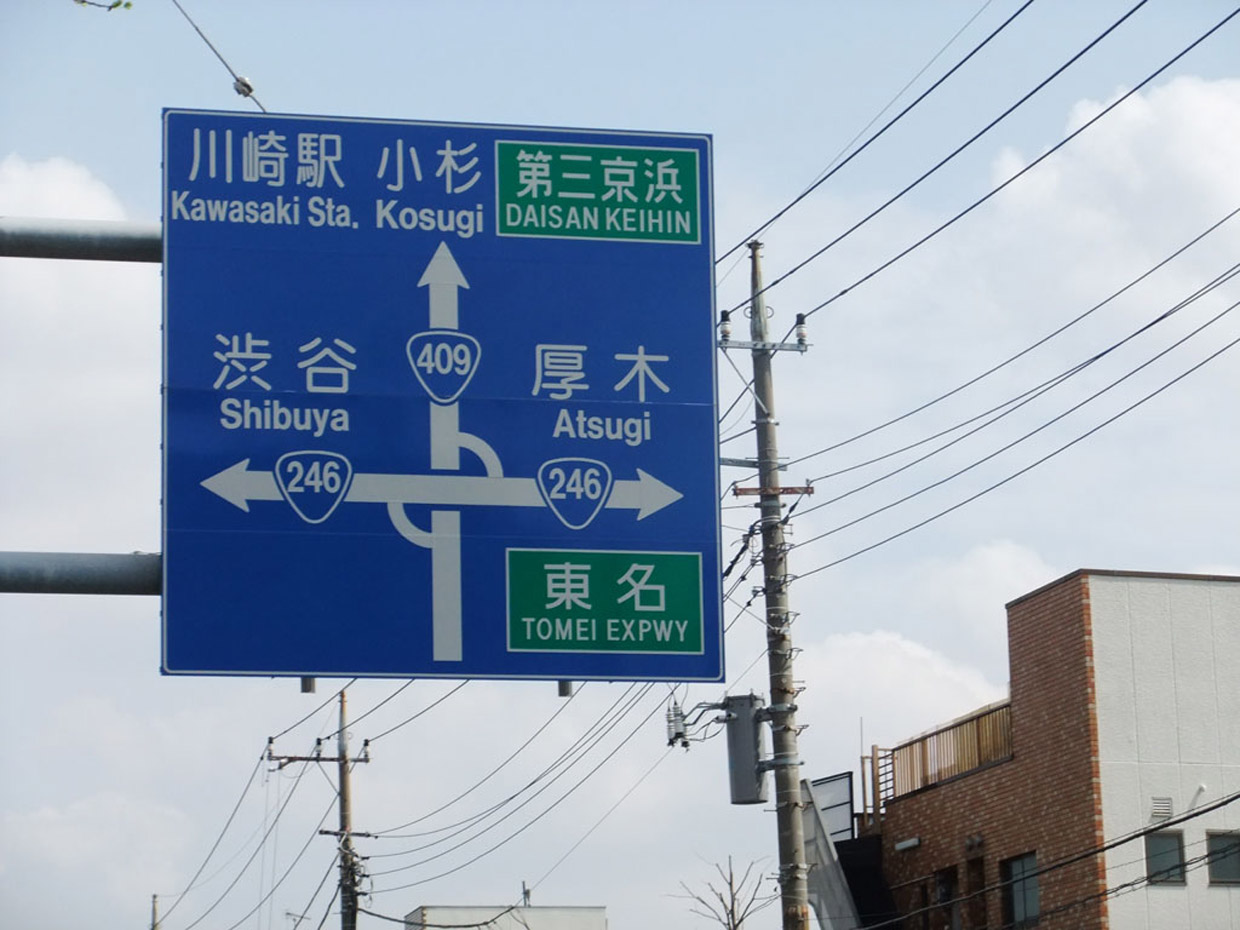 川崎駅 小杉 第三京浜
Kawasaki Sta. Kosugi DAISAN KEIHIN
409
渋谷 厚木
Shibuya Atsugi
246 246
東名
TOMEI EXPWY